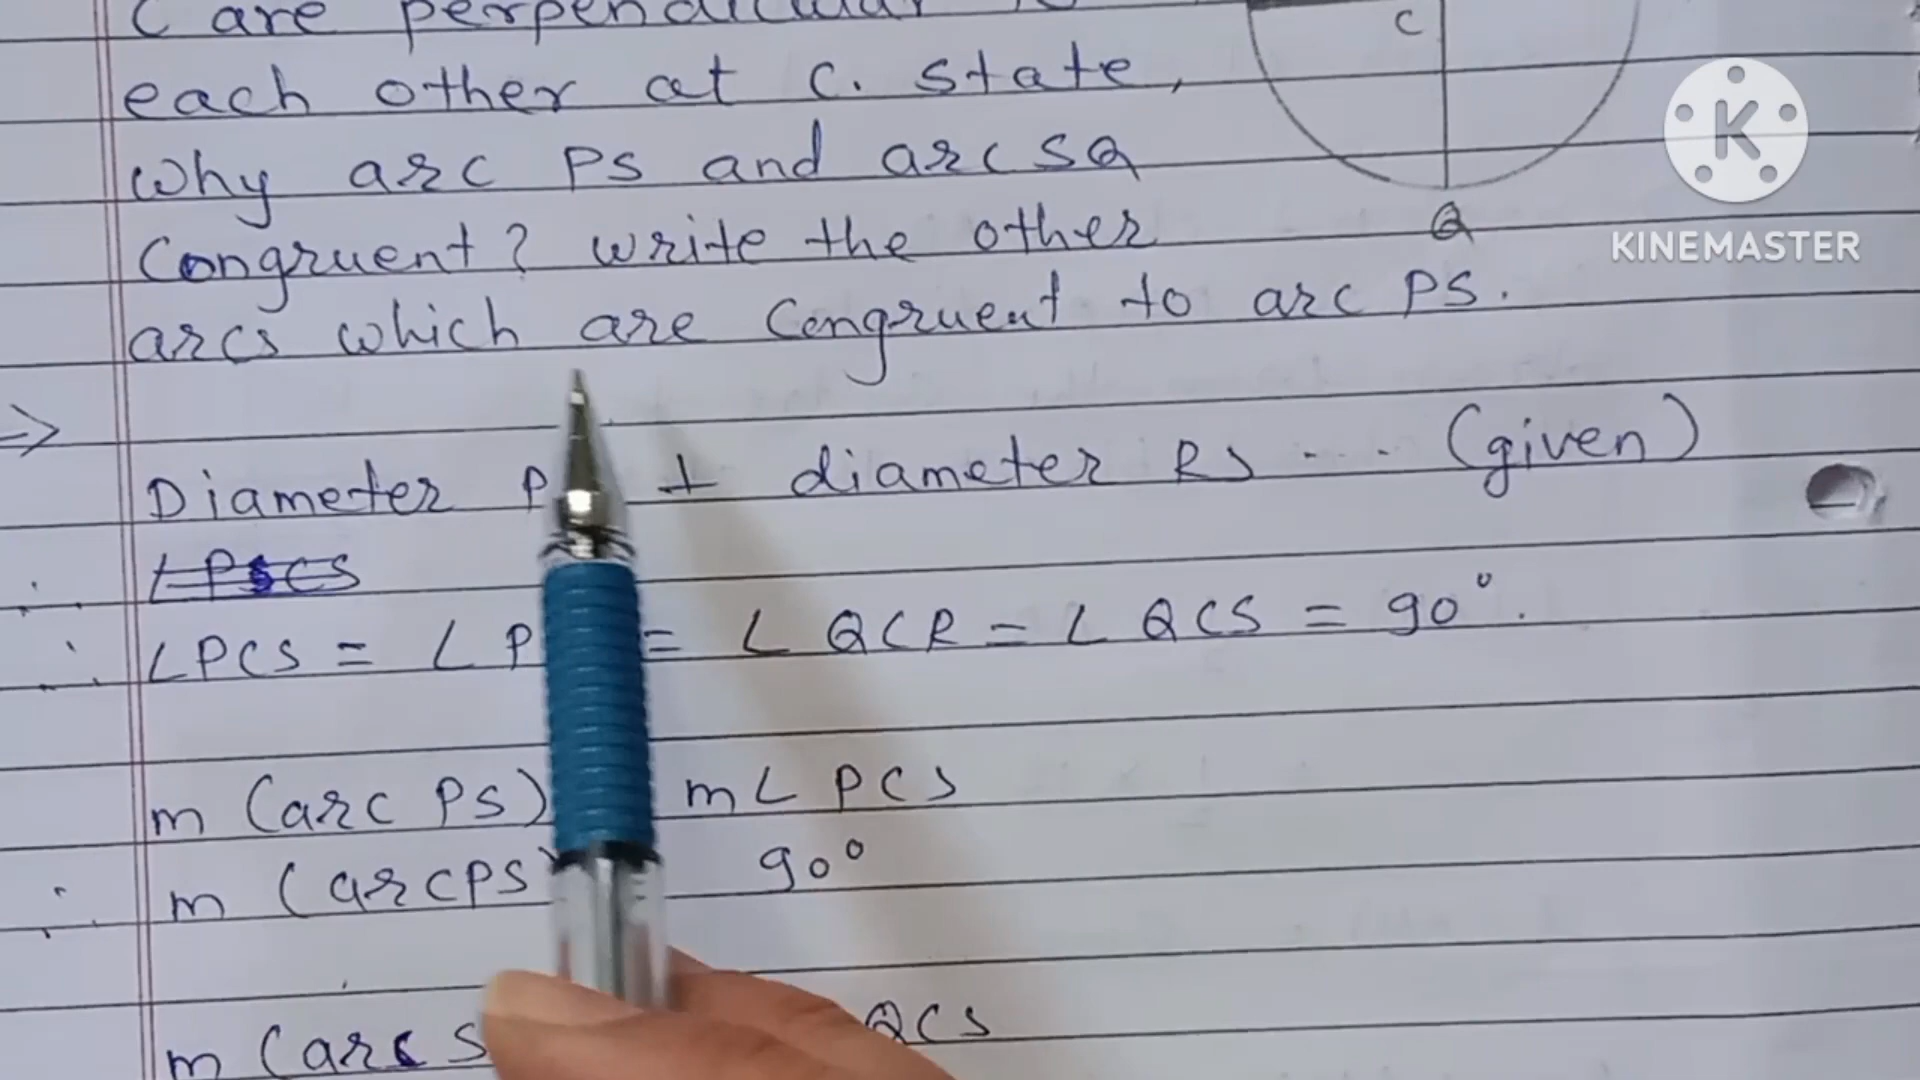 C are perpendicular
each other at C. State,
C
why arc PS and arc SQ
K
Congruent? write the other
Q
KINEMASTER
arcs which are Congruent to arc PS.
⇒
Diameter P ⊥ diameter RS ... (given)
∴ ∠PSCS
∴ ∠PCS = ∠P = ∠QCR = ∠QCS = 90°.
m (arc PS) m∠PCS
∴ m (arc PS) 90°
m (arc S QCS